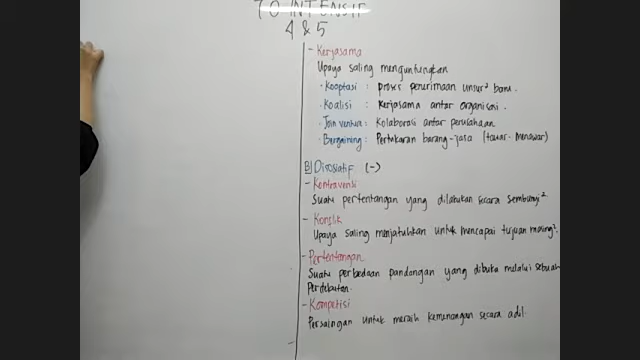 TO INTENSIF
4 & 5
- Kerjasama
Upaya saling menguntungkan
· Kooptasi : proses penerimaan unsur² baru.
· Koalisi : Kerjasama antar organisasi.
· Join venture : Kolaborasi antar perusahaan
· Bargaining : Pertukaran barang-jasa (tawar-menawar)
B) Disosiatif (-)
- Kontravensi
Suatu pertentangan yang dilakukan secara sembunyi²
- Konflik
Upaya saling menjatuhkan untuk mencapai tujuan masing².
- Pertentangan
Suatu perbedaan pandangan yang dibuka melalui sebuah
Perdebatan.
- Kompetisi
Persaingan untuk meraih kemenangan secara adil.